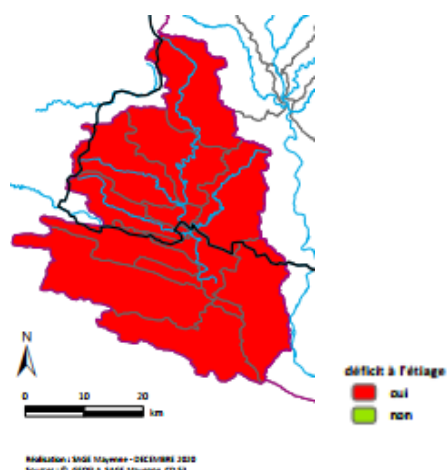 N
0 10 20
km
déficit à l'étiage
oui
non
Réalisation : SAGE Mayenne - DECEMBRE 2020